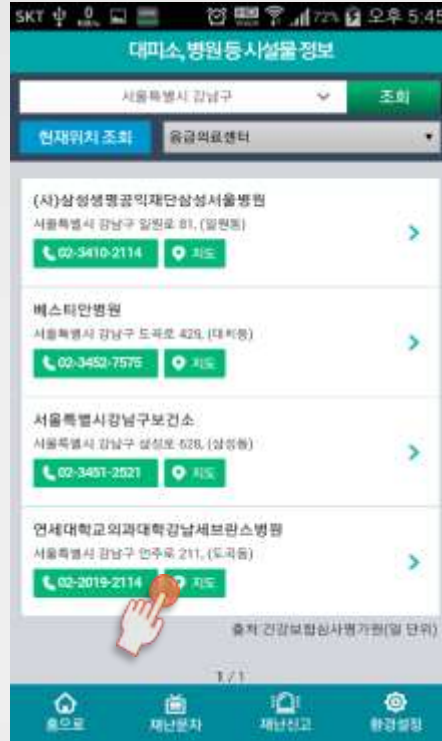 SKT 72% 오후 5:45
대피소, 병원 등 시설물 정보
서울특별시 강남구 조회
현재위치 조회 응급의료센터
(사)삼성생명공익재단삼성서울병원
서울특별시 강남구 일원로 81, (일원동)
02-3410-2114 지도
베스티안병원
서울특별시 강남구 도곡로 429, (대치동)
02-3452-7575 지도
서울특별시강남구보건소
서울특별시 강남구 삼성로 628, (삼성동)
02-3451-2521 지도
연세대학교의과대학강남세브란스병원
서울특별시 강남구 언주로 211, (도곡동)
02-2019-2114 지도
출처:건강보험심사평가원(일 단위)
1 / 1
홈으로 재난문자 재난신고 환경설정